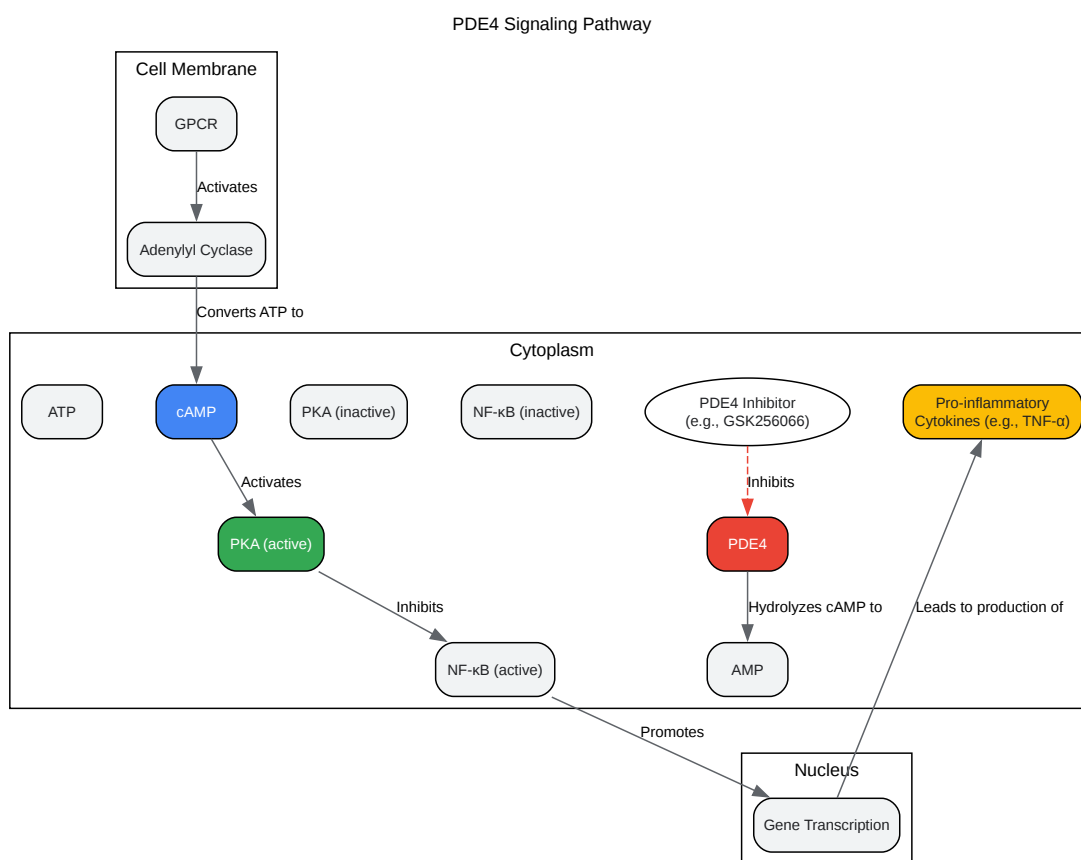 PDE4 Signaling Pathway
Cell Membrane
GPCR
Activates
Adenylyl Cyclase
Converts ATP to
Cytoplasm
ATP
cAMP
PKA (inactive)
NF-κB (inactive)
PDE4 Inhibitor
(e.g., GSK256066)
Pro-inflammatory
Cytokines (e.g., TNF-α)
Activates
Inhibits
PKA (active)
PDE4
Inhibits
Hydrolyzes cAMP to
Leads to production of
NF-κB (active)
AMP
Promotes
Nucleus
Gene Transcription